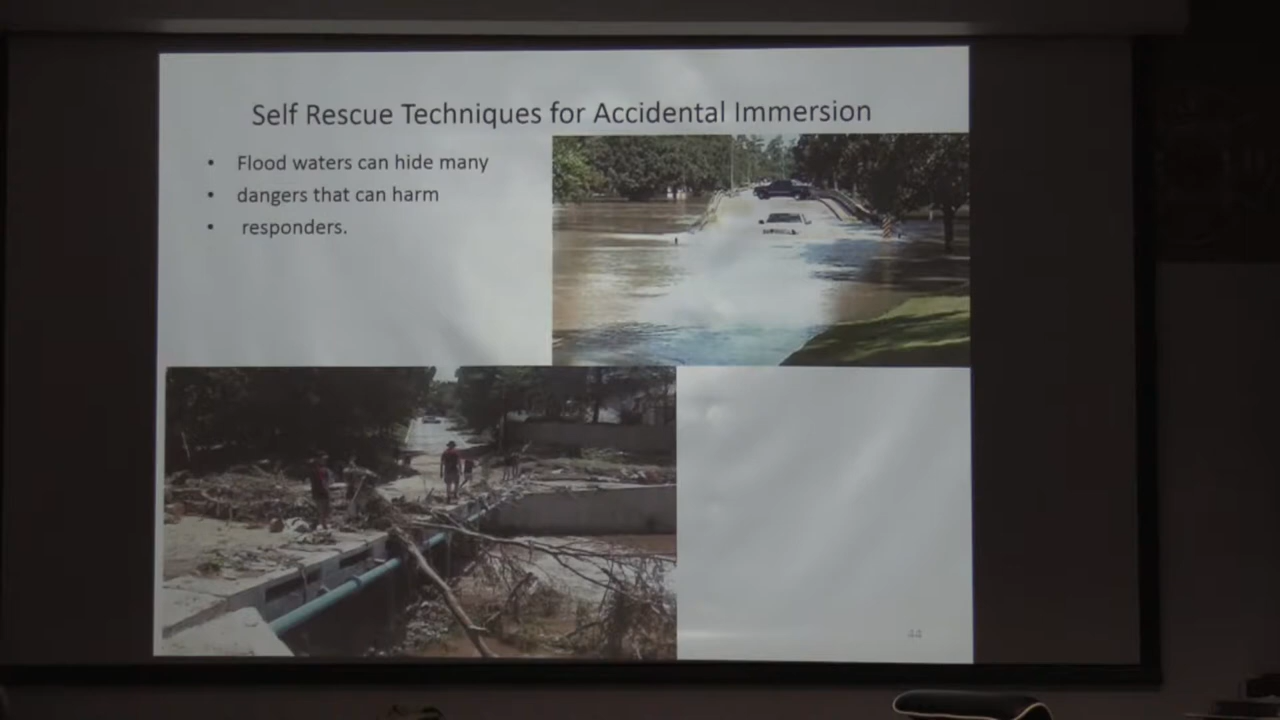 Self Rescue Techniques for Accidental Immersion
• Flood waters can hide many
• dangers that can harm
• responders.
44